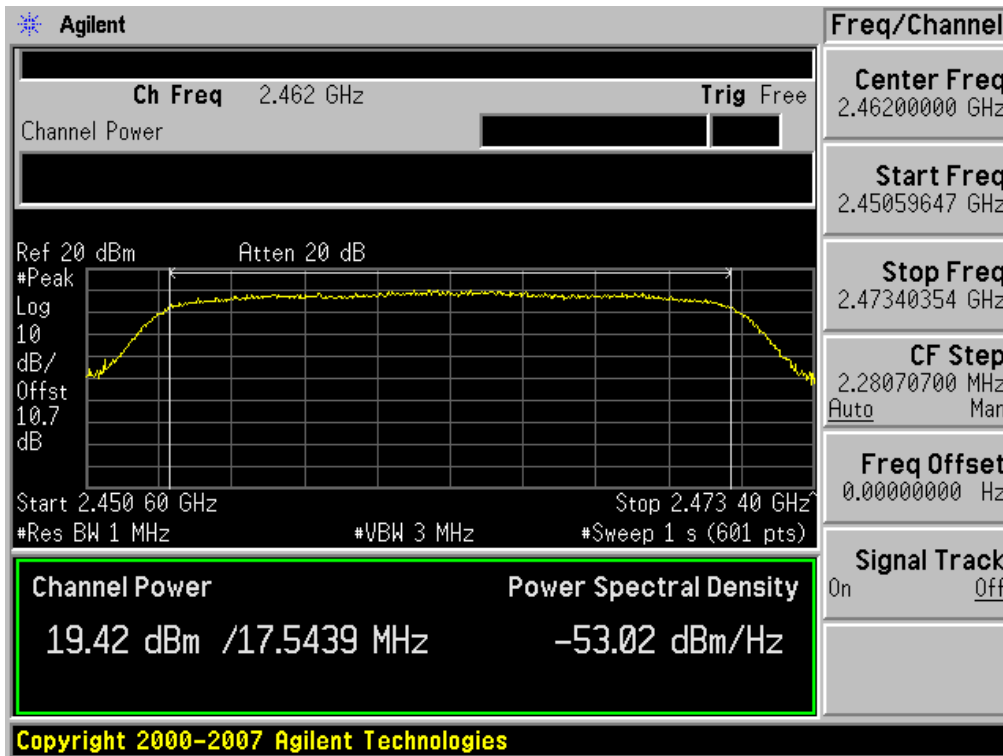 Agilent
Freq/Channel
Ch Freq 2.462 GHz Trig Free
Channel Power
Center Freq
2.46200000 GHz
Start Freq
2.45059647 GHz
Stop Freq
2.47340354 GHz
CF Step
2.28070700 MHz
Auto Man
Freq Offset
0.00000000 Hz
Signal Track
On Off
Ref 20 dBm Atten 20 dB
#Peak
Log
10
dB/
Offst
10.7
dB
Start 2.450 60 GHz Stop 2.473 40 GHz^
#Res BW 1 MHz #VBW 3 MHz #Sweep 1 s (601 pts)
Channel Power Power Spectral Density
19.42 dBm /17.5439 MHz -53.02 dBm/Hz
Copyright 2000-2007 Agilent Technologies